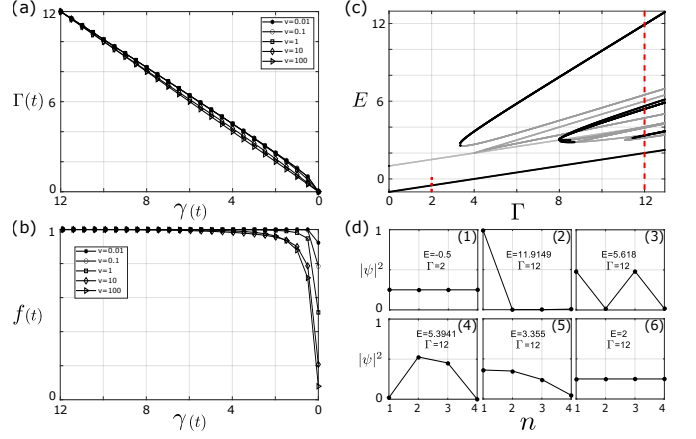 (a)
12
6
0
Γ(t)
v=0.01
v=0.1
v=1
v=10
v=100
12
8
4
0
γ(t)
(b)
1
0
f(t)
v=0.01
v=0.1
v=1
v=10
v=100
12
8
4
0
γ(t)
(c)
12
6
0
E
0
4
8
12
Γ
(d)
1
0
|ψ|²
(1)
E=-0.5
Γ=2
(2)
E=11.9149
Γ=12
(3)
E=5.618
Γ=12
1
0
|ψ|²
(4)
E=5.3941
Γ=12
(5)
E=3.355
Γ=12
(6)
E=2
Γ=12
1 2 3 4
1 2 3 4
1 2 3 4
n